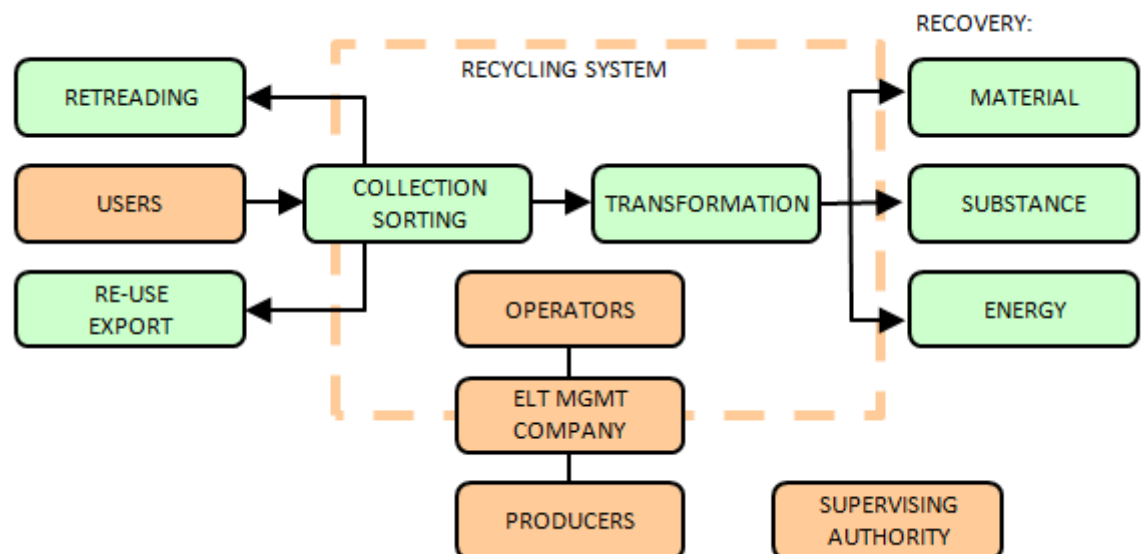 RECOVERY:
RECYCLING SYSTEM
RETREADING
MATERIAL
USERS
COLLECTION
SORTING
TRANSFORMATION
SUBSTANCE
RE-USE
EXPORT
OPERATORS
ENERGY
ELT MGMT
COMPANY
PRODUCERS
SUPERVISING
AUTHORITY